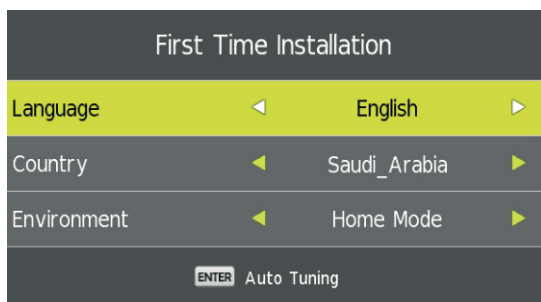 First Time Installation
Language English
Country Saudi_Arabia
Environment Home Mode
ENTER Auto Tuning